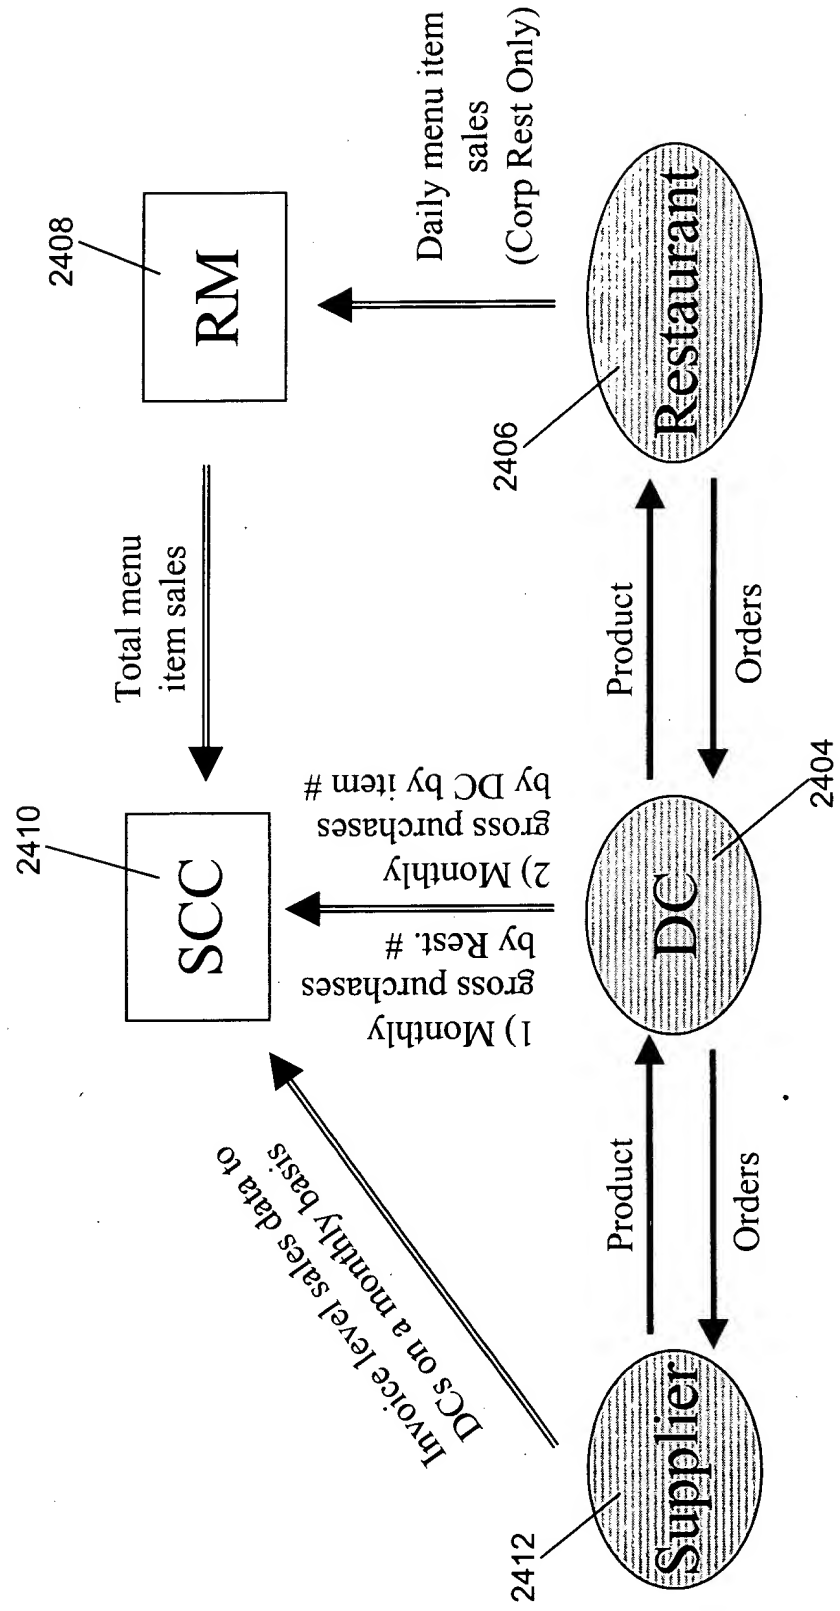 2408
RM
Daily menu item
sales
(Corp Rest Only)
2406
Restaurant
Total menu
item sales
Product
Orders
2410
SCC
2) Monthly
gross purchases
by DC by item #
1) Monthly
gross purchases
by Rest. #
2404
DC
Invoice level sales data to
DCs on a monthly basis
Product
Orders
2412
Supplier